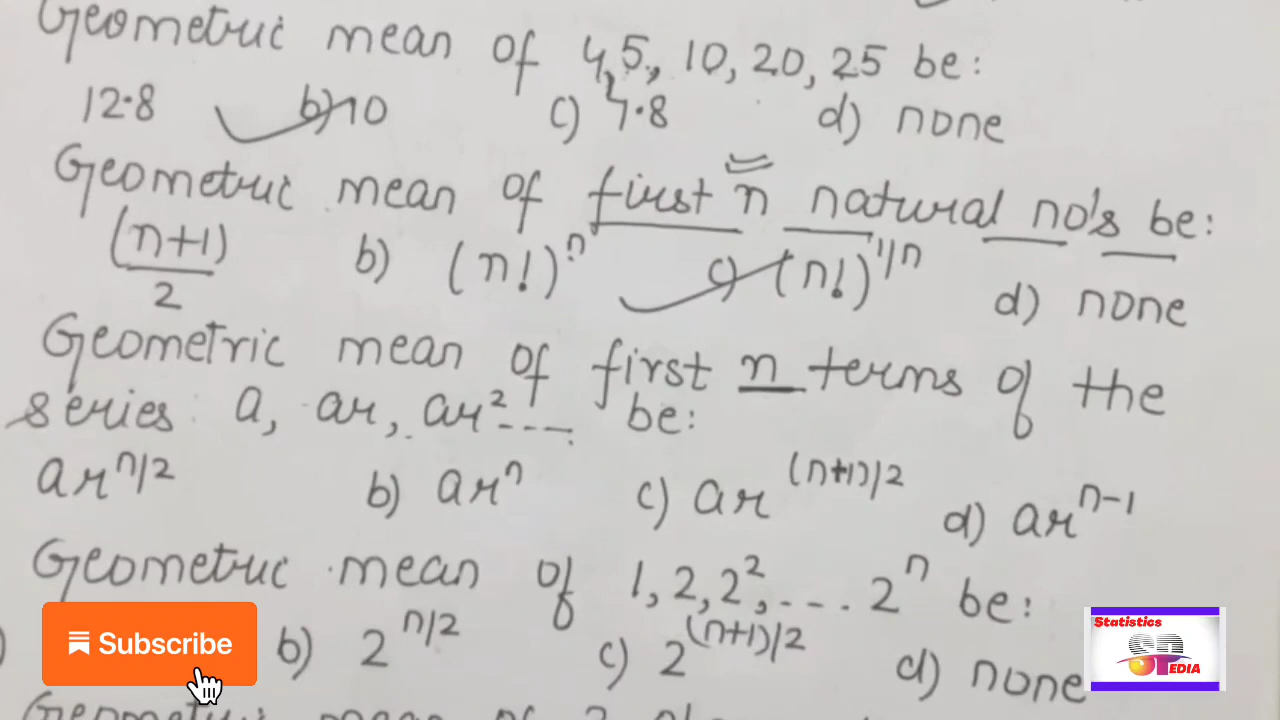 Geometric mean of 4, 5, 10, 20, 25 be:
12.8 b) 10 c) 4.8 d) none
Geometric mean of first n natural no's be:
(n+1)/2 b) (n!)^n c) (n!)^1/n d) none
Geometric mean of first n terms of the
series a, ar, ar^2 ---- be:
ar^n/2 b) ar^n c) ar^(n+1)/2 d) ar^n-1
Geometric mean of 1, 2, 2^2, .... 2^n be:
b) 2^n/2 c) 2^(n+1)/2 d) none
Subscribe
Statistics
PEDIA